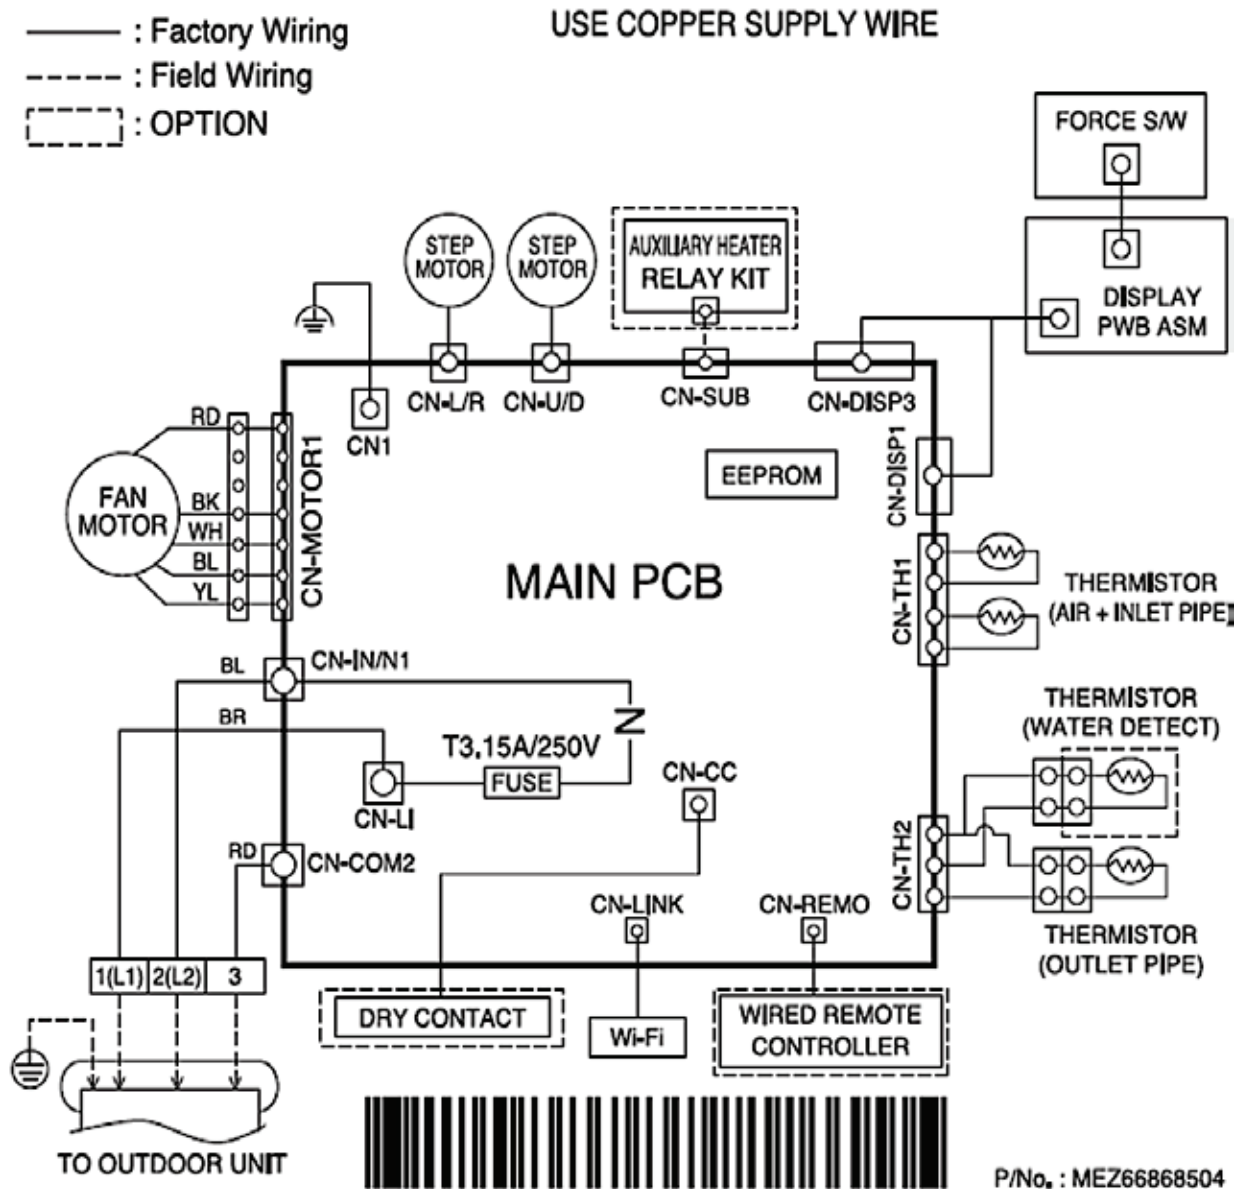 : Factory Wiring
: Field Wiring
: OPTION
USE COPPER SUPPLY WIRE
FORCE S/W
DISPLAY
PWB ASM
STEP
MOTOR
STEP
MOTOR
AUXILIARY HEATER
RELAY KIT
CN1
CN-L/R
CN-U/D
CN-SUB
CN-DISP3
CN-DISP1
EEPROM
RD
FAN
MOTOR
BK
WH
BL
YL
CN-MOTOR1
MAIN PCB
CN-TH1
THERMISTOR
(AIR + INLET PIPE)
BL
CN-IN/N1
BR
N
T3.15A/250V
FUSE
CN-LI
CN-CC
THERMISTOR
(WATER DETECT)
RD
CN-COM2
CN-TH2
CN-LINK
CN-REMO
THERMISTOR
(OUTLET PIPE)
1(L1) 2(L2) 3
DRY CONTACT
Wi-Fi
WIRED REMOTE
CONTROLLER
TO OUTDOOR UNIT
P/No. : MEZ66868504